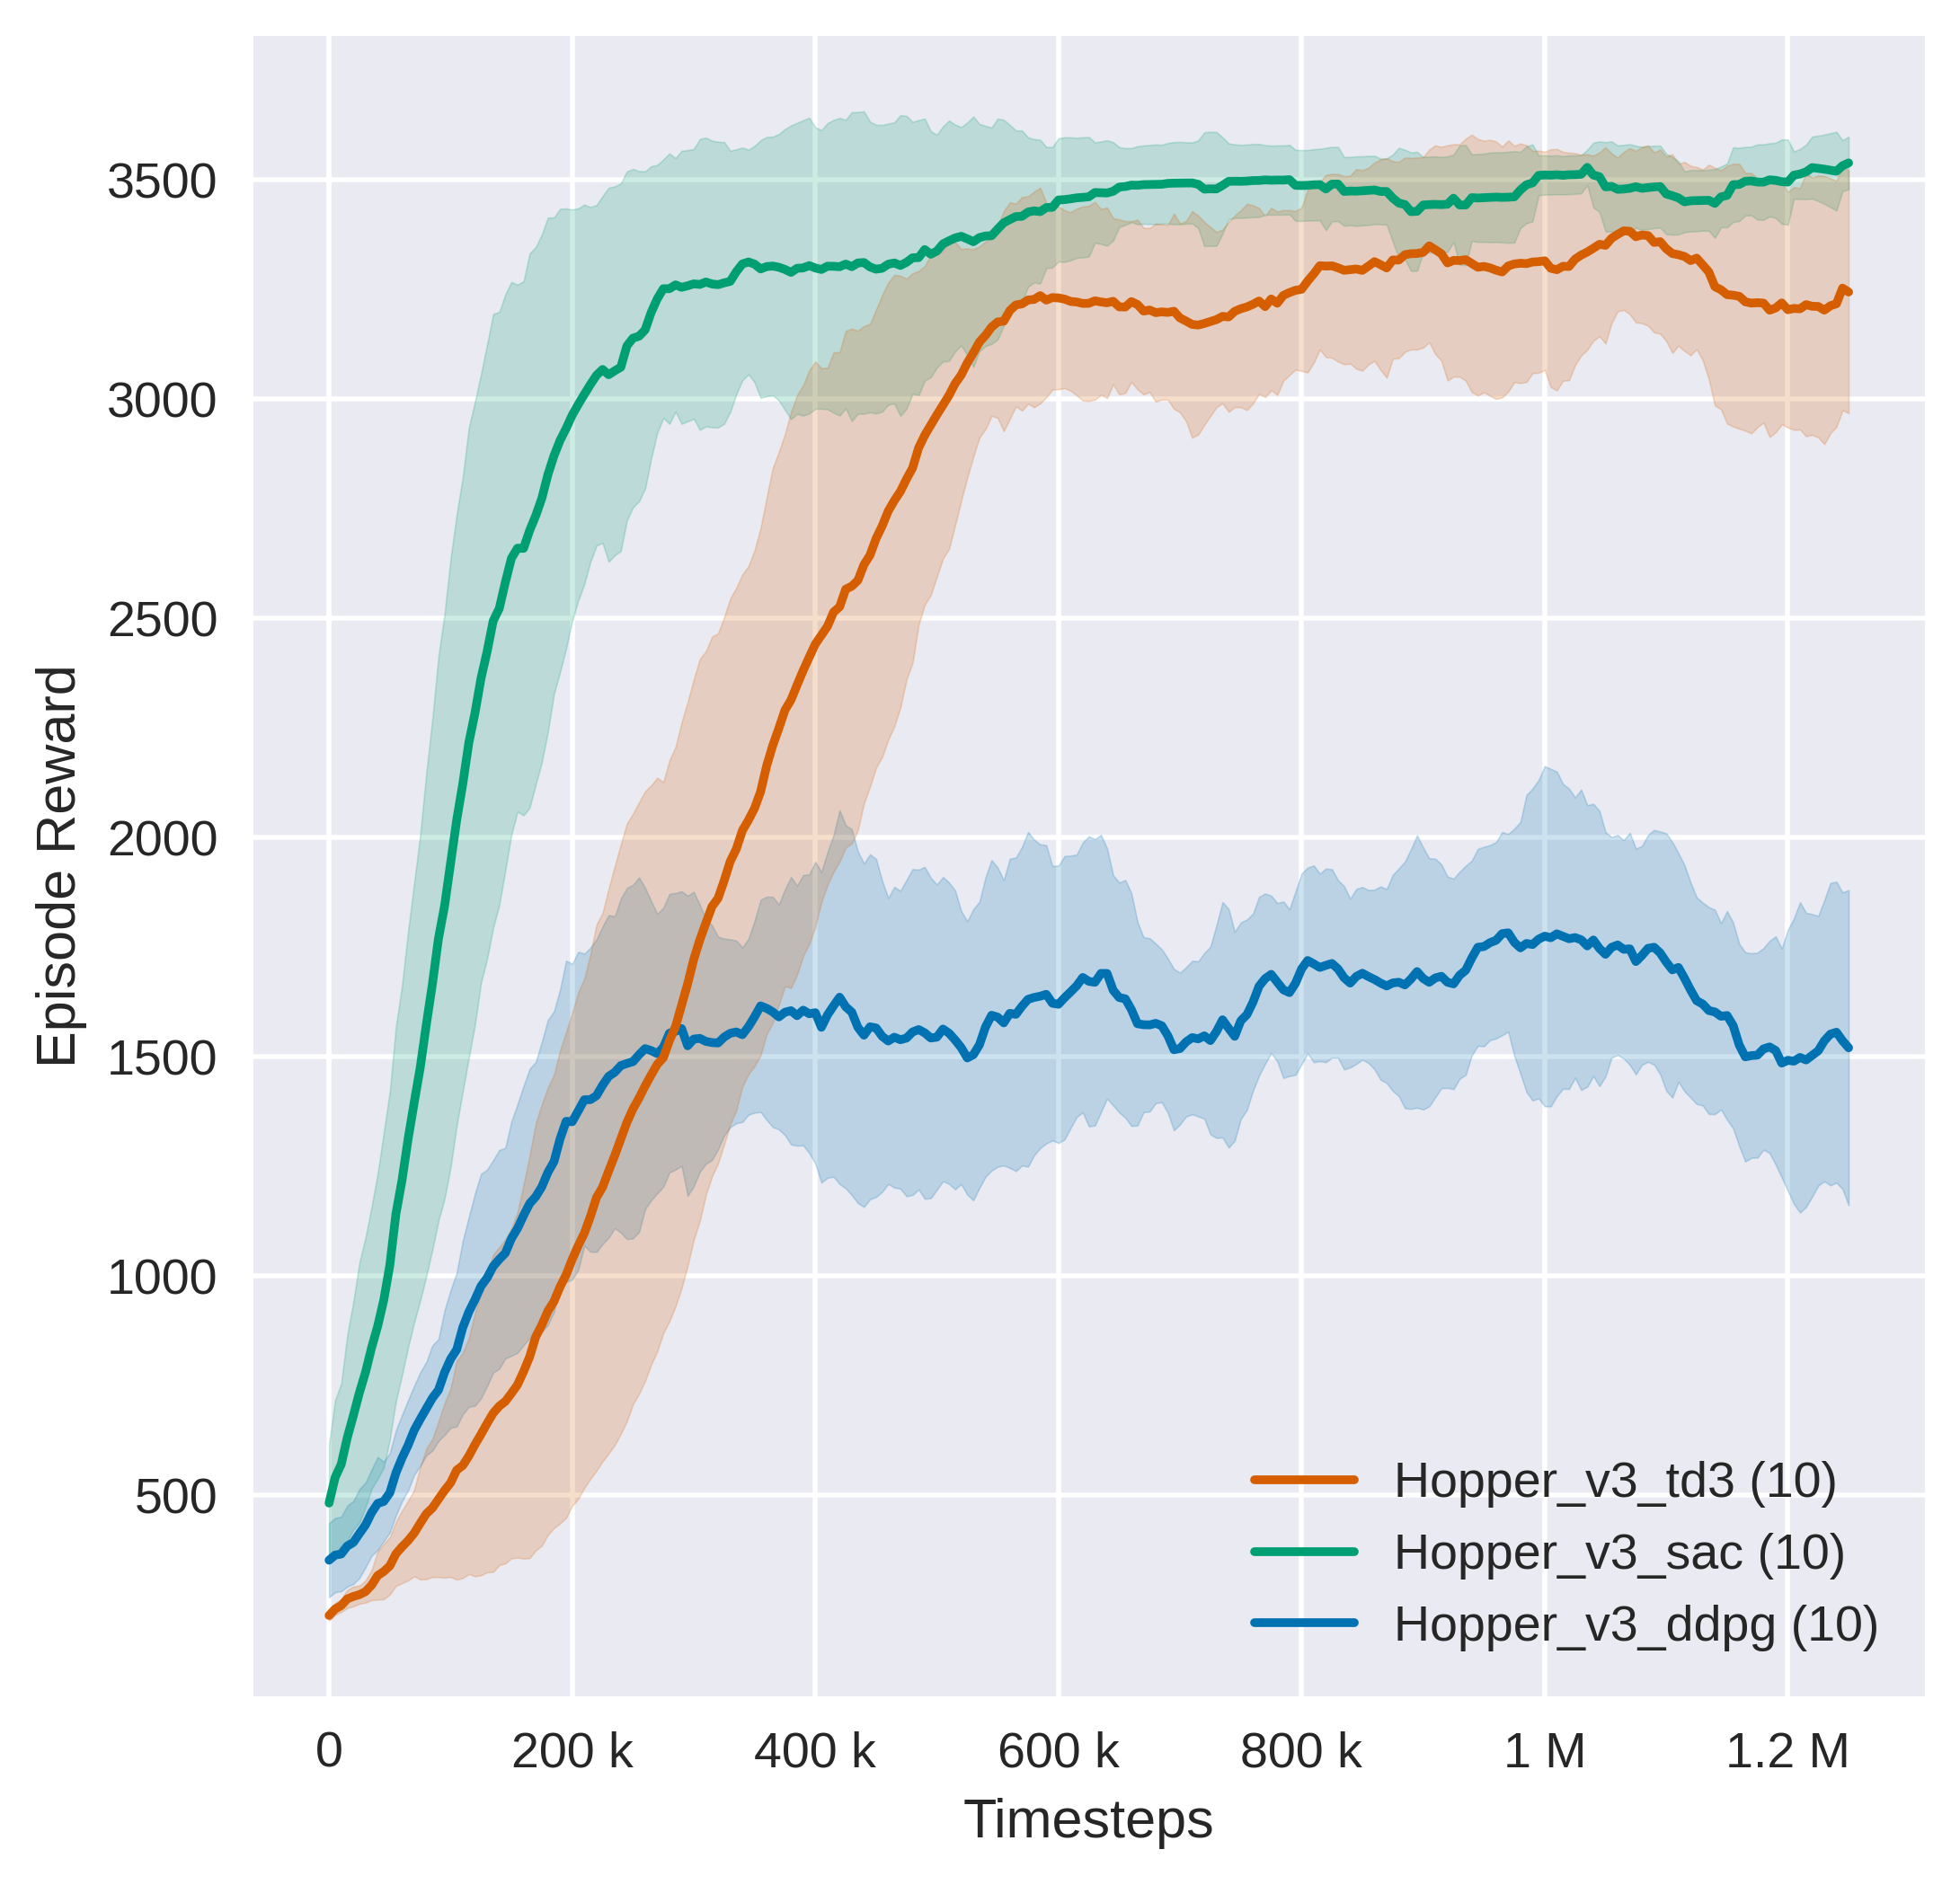 3500
3000
2500
2000
1500
1000
500
Episode Reward
Hopper_v3_td3 (10)
Hopper_v3_sac (10)
Hopper_v3_ddpg (10)
0 200 k 400 k 600 k 800 k 1 M 1.2 M
Timesteps